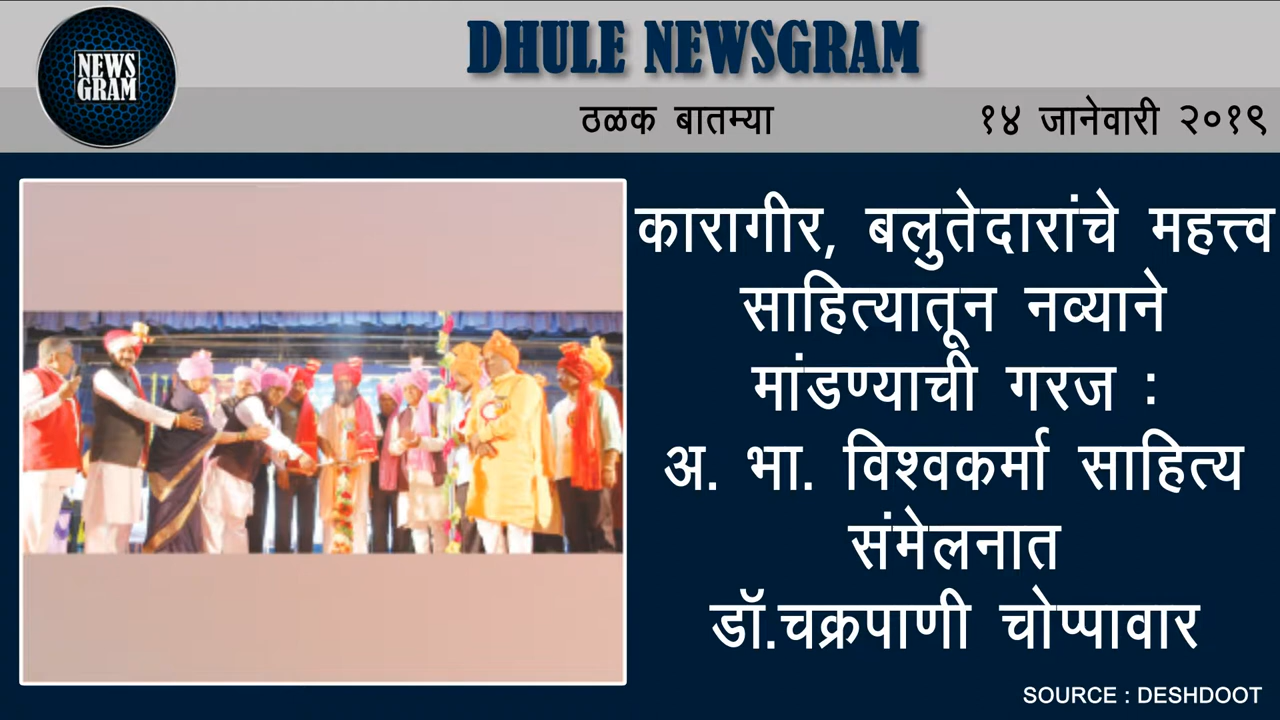 NEWS
GRAM
DHULE NEWSGRAM
ठळक बातम्या
१४ जानेवारी २०१९
कारागीर, बलुतेदारांचे महत्त्व
साहित्यातून नव्याने
मांडण्याची गरज :
अ. भा. विश्वकर्मा साहित्य
संमेलनात
डॉ.चक्रपाणी चोप्पावार
SOURCE : DESHDOOT